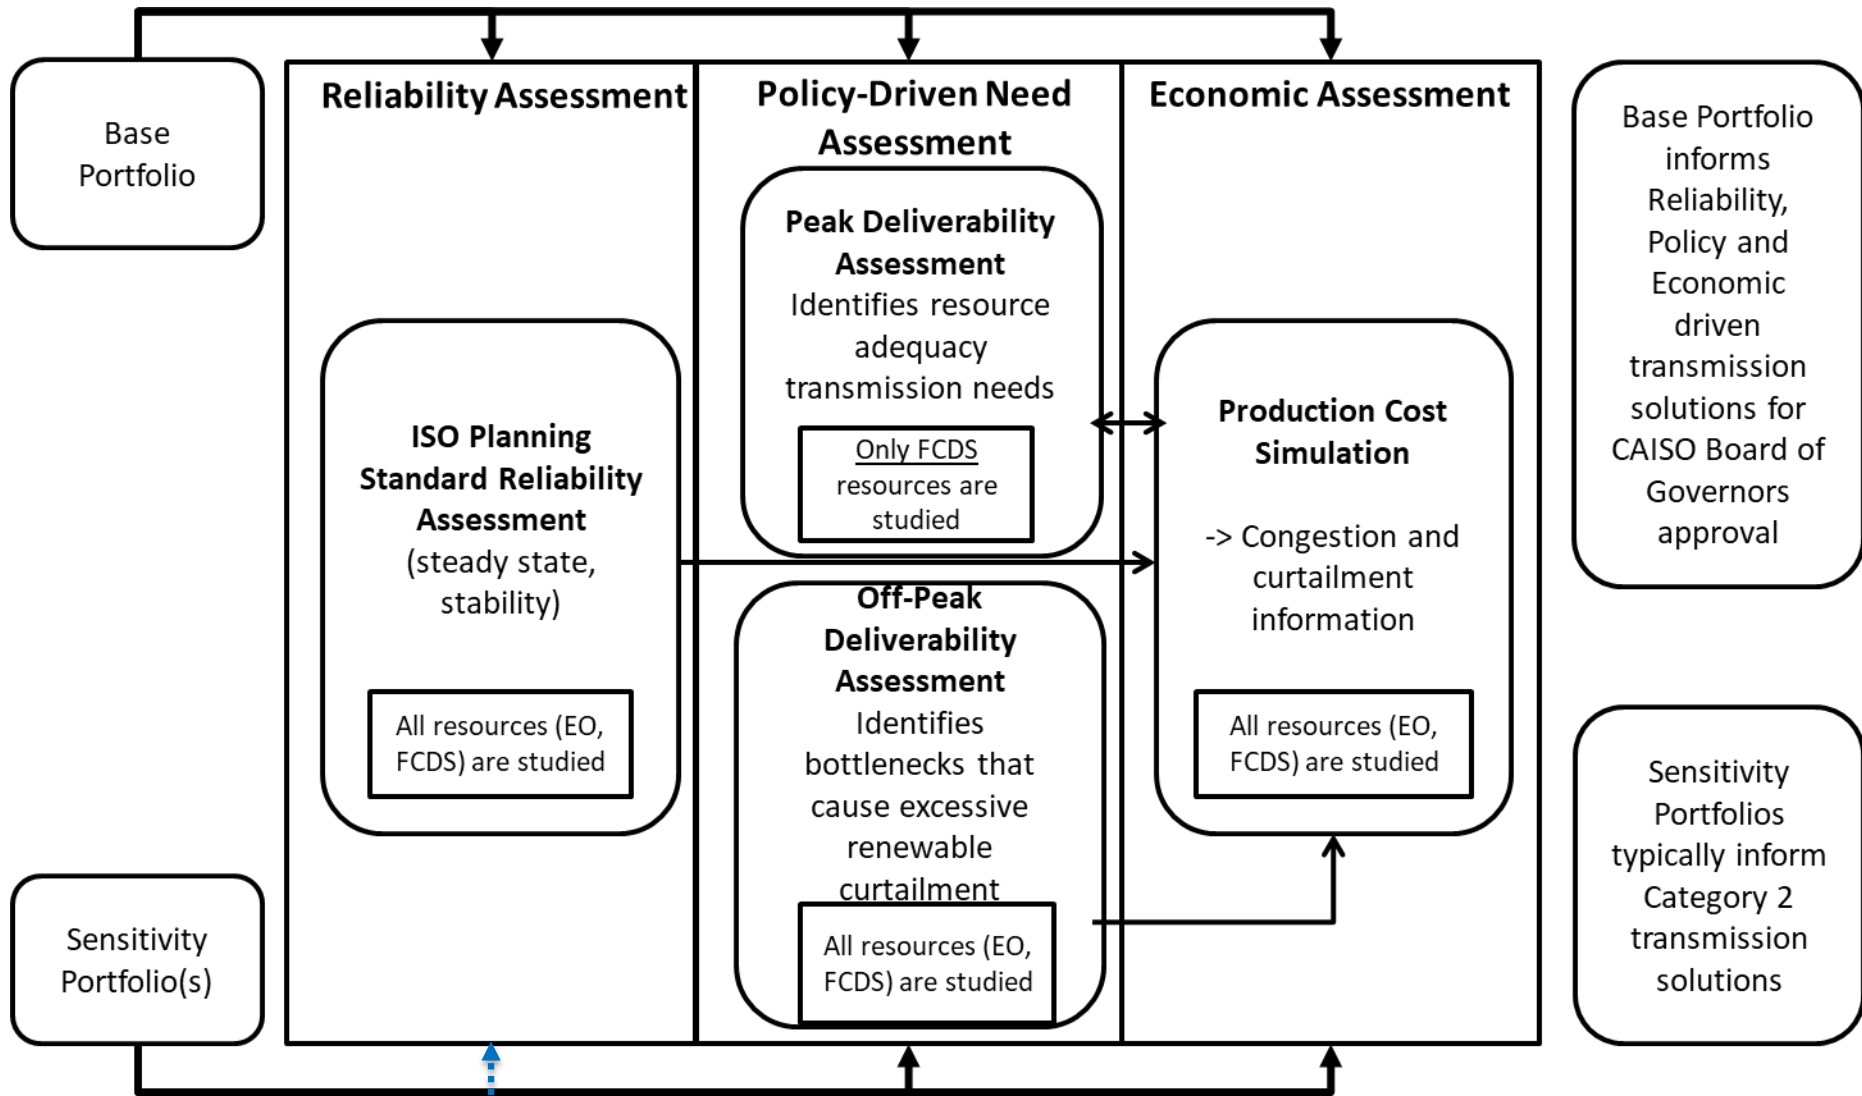 Base
Portfolio
Reliability Assessment
ISO Planning
Standard Reliability
Assessment
(steady state,
stability)
All resources (EO,
FCDS) are studied
Policy-Driven Need
Assessment
Peak Deliverability
Assessment
Identifies resource
adequacy
transmission needs
Only FCDS
resources are
studied
Off-Peak
Deliverability
Assessment
Identifies
bottlenecks that
cause excessive
renewable
curtailment
All resources (EO,
FCDS) are studied
Economic Assessment
Production Cost
Simulation
-> Congestion and
curtailment
information
All resources (EO,
FCDS) are studied
Base Portfolio
informs
Reliability,
Policy and
Economic
driven
transmission
solutions for
CAISO Board of
Governors
approval
Sensitivity
Portfolio(s)
Sensitivity
Portfolios
typically inform
Category 2
transmission
solutions